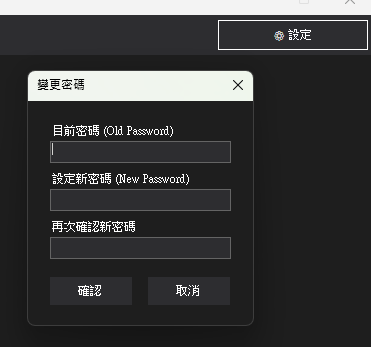 設定
變更密碼
目前密碼 (Old Password)
設定新密碼 (New Password)
再次確認新密碼
確認
取消